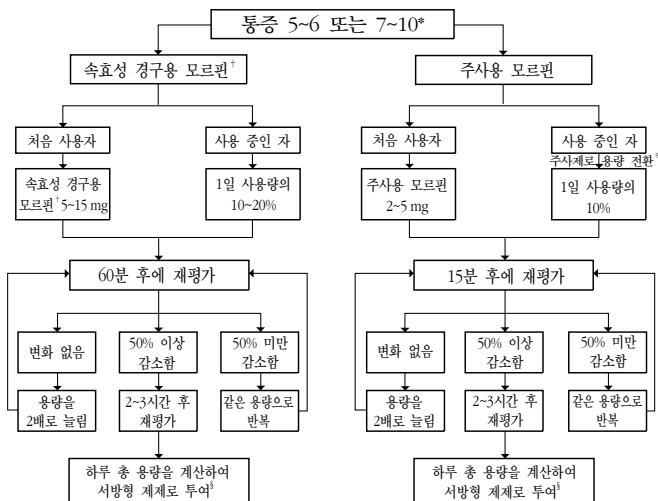 통증 5~6 또는 7~10*
속효성 경구용 모르핀†
처음 사용자
사용 중인 자
속효성 경구용
모르핀†5~15 mg
1일 사용량의
10~20%
60분 후에 재평가
변화 없음
50% 이상
감소함
50% 미만
감소함
용량을
2배로 늘림
2~3시간 후
재평가
같은 용량으로
반복
하루 총 용량을 계산하여
서방형 제제로 투여§
주사용 모르핀
처음 사용자
사용 중인 자
주사제로 용량 전환
주사용 모르핀
2~5 mg
1일 사용량의
10%
15분 후에 재평가
변화 없음
50% 이상
감소함
50% 미만
감소함
용량을
2배로 늘림
2~3시간 후
재평가
같은 용량으로
반복
하루 총 용량을 계산하여
서방형 제제로 투여§